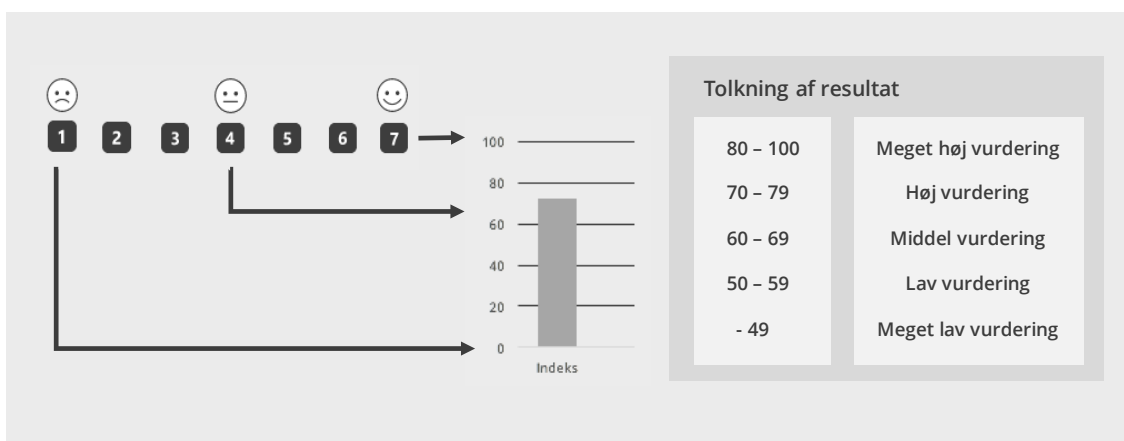 1 2 3 4 5 6 7
100
80
60
40
20
0
Indeks
Tolkning af resultat
80 – 100 Meget høj vurdering
70 – 79 Høj vurdering
60 – 69 Middel vurdering
50 – 59 Lav vurdering
- 49 Meget lav vurdering